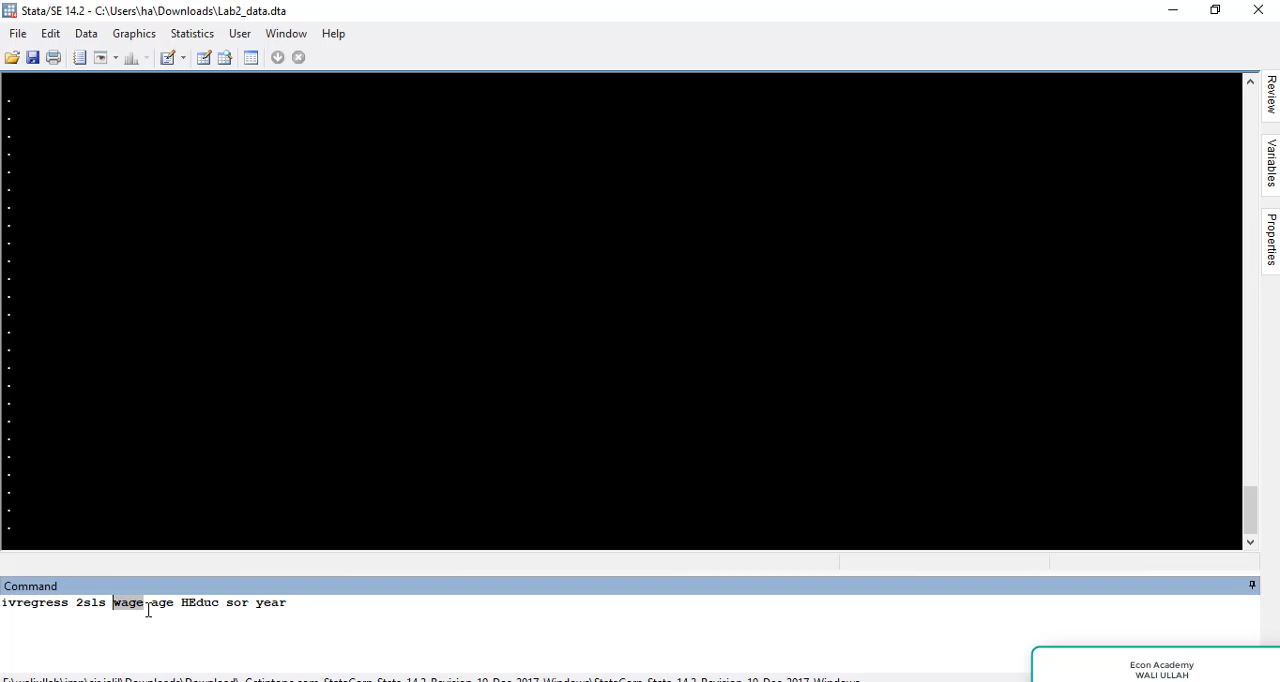 Stata/SE 14.2 - C:\Users\ha\Downloads\Lab2_data.dta
File Edit Data Graphics Statistics User Window Help
Review
Variables
Properties
Command
ivregress 2sls wage age HEduc sor year
Econ Academy
WALI ULLAH